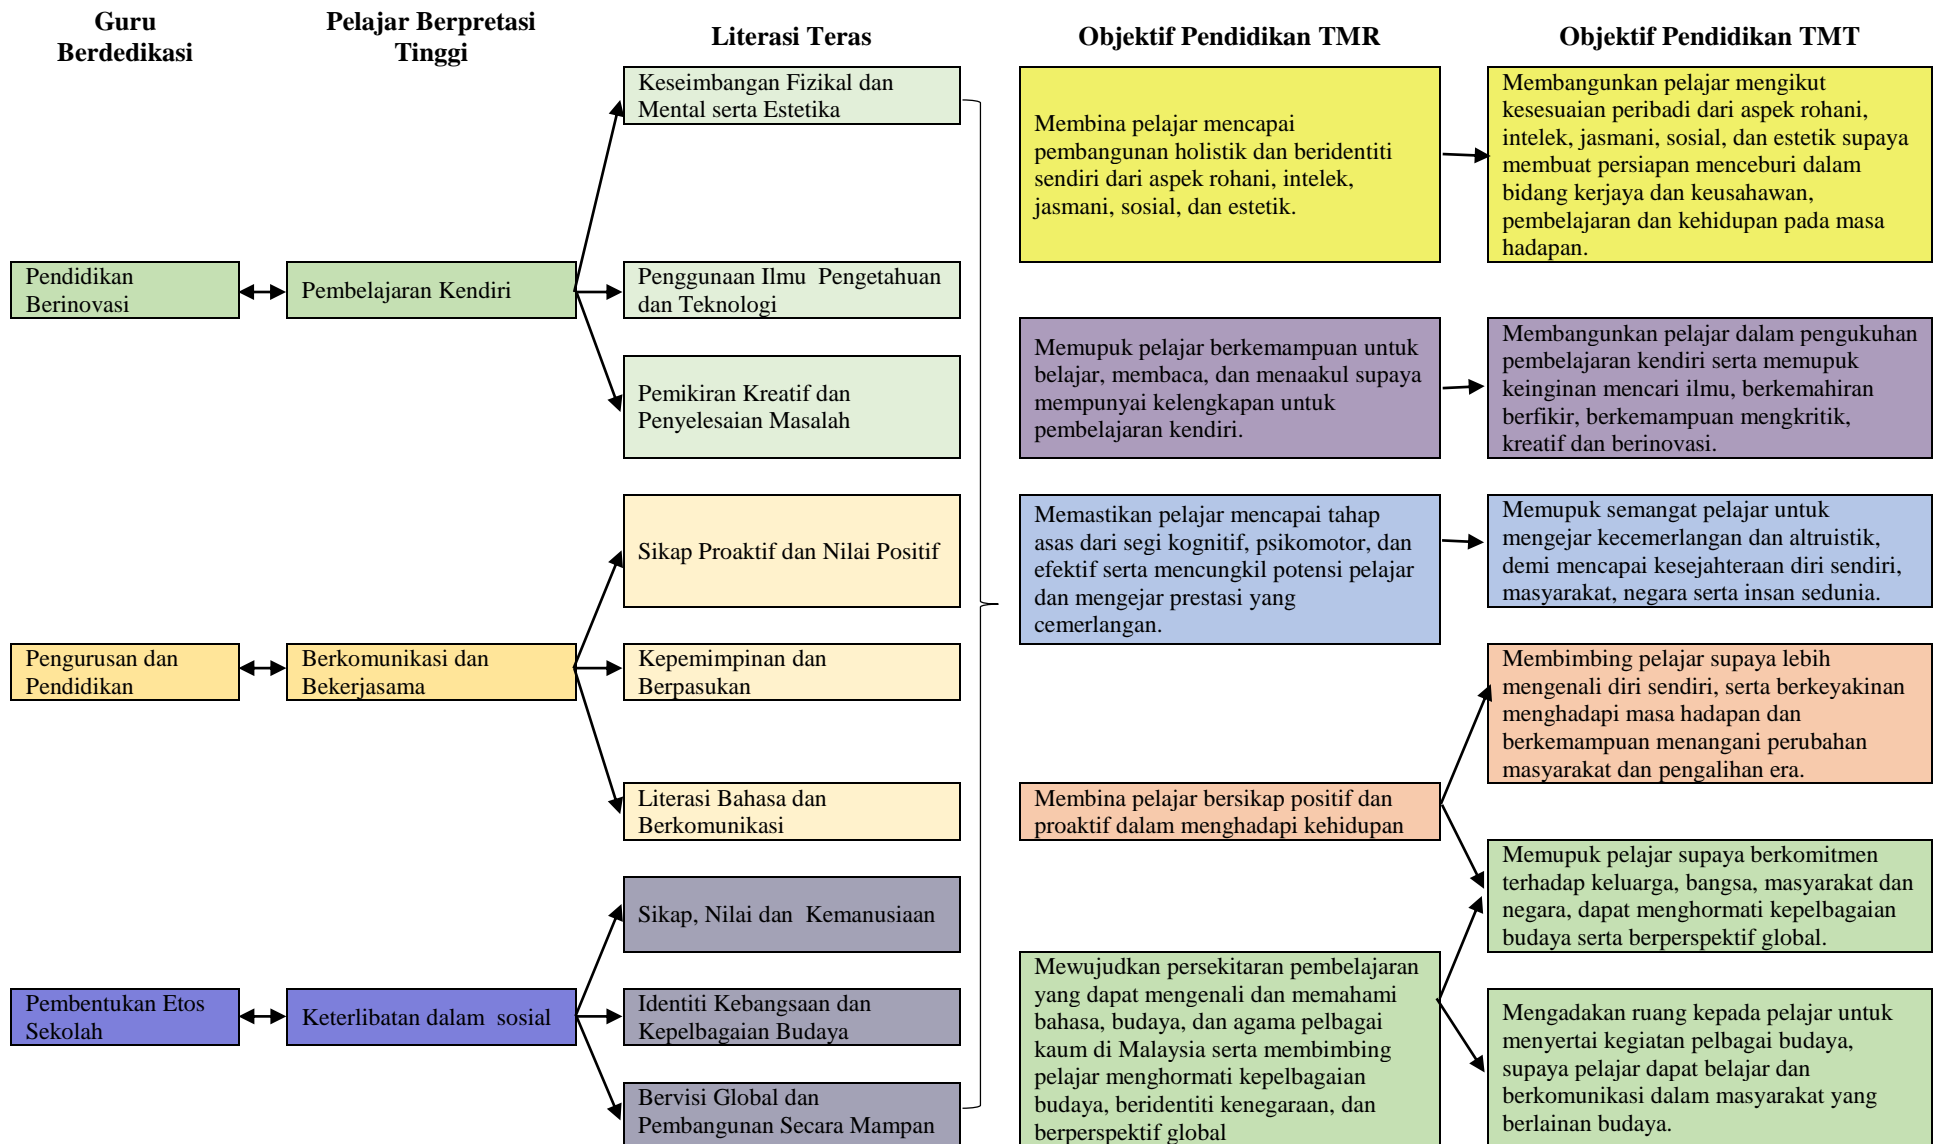 Guru
Berdedikasi
Pelajar Berpretasi
Tinggi
Literasi Teras
Objektif Pendidikan TMR
Objektif Pendidikan TMT
Pendidikan
Berinovasi
Pembelajaran Kendiri
Keseimbangan Fizikal dan
Mental serta Estetika
Penggunaan Ilmu  Pengetahuan
dan Teknologi
Pemikiran Kreatif dan
Penyelesaian Masalah
Pengurusan dan
Pendidikan
Berkomunikasi dan
Bekerjasama
Sikap Proaktif dan Nilai Positif
Kepemimpinan dan
Berpasukan
Literasi Bahasa dan
Berkomunikasi
Pembentukan Etos
Sekolah
Keterlibatan dalam  sosial
Sikap, Nilai dan  Kemanusiaan
Identiti Kebangsaan dan
Kepelbagaian Budaya
Bervisi Global dan
Pembangunan Secara Mampan
Membina pelajar mencapai
pembangunan holistik dan beridentiti
sendiri dari aspek rohani, intelek,
jasmani, sosial, dan estetik.
Memupuk pelajar berkemampuan untuk
belajar, membaca, dan menaakul supaya
mempunyai kelengkapan untuk
pembelajaran kendiri.
Memastikan pelajar mencapai tahap
asas dari segi kognitif, psikomotor, dan
efektif serta mencungkil potensi pelajar
dan mengejar prestasi yang
cemerlangan.
Membina pelajar bersikap positif dan
proaktif dalam menghadapi kehidupan
Mewujudkan persekitaran pembelajaran
yang dapat mengenali dan memahami
bahasa, budaya, dan agama pelbagai
kaum di Malaysia serta membimbing
pelajar menghormati kepelbagaian
budaya, beridentiti kenegaraan, dan
berperspektif global
Membangunkan pelajar mengikut
kesesuaian peribadi dari aspek rohani,
intelek, jasmani, sosial, dan estetik supaya
membuat persiapan menceburi dalam
bidang kerjaya dan keusahawan,
pembelajaran dan kehidupan pada masa
hadapan.
Membangunkan pelajar dalam pengukuhan
pembelajaran kendiri serta memupuk
keinginan mencari ilmu, berkemahiran
berfikir, berkemampuan mengkritik,
kreatif dan berinovasi.
Memupuk semangat pelajar untuk
mengejar kecemerlangan dan altruistik,
demi mencapai kesejahteraan diri sendiri,
masyarakat, negara serta insan sedunia.
Membimbing pelajar supaya lebih
mengenali diri sendiri, serta berkeyakinan
menghadapi masa hadapan dan
berkemampuan menangani perubahan
masyarakat dan pengalihan era.
Memupuk pelajar supaya berkomitmen
terhadap keluarga, bangsa, masyarakat dan
negara, dapat menghormati kepelbagaian
budaya serta berperspektif global.
Mengadakan ruang kepada pelajar untuk
menyertai kegiatan pelbagai budaya,
supaya pelajar dapat belajar dan
berkomunikasi dalam masyarakat yang
berlainan budaya.